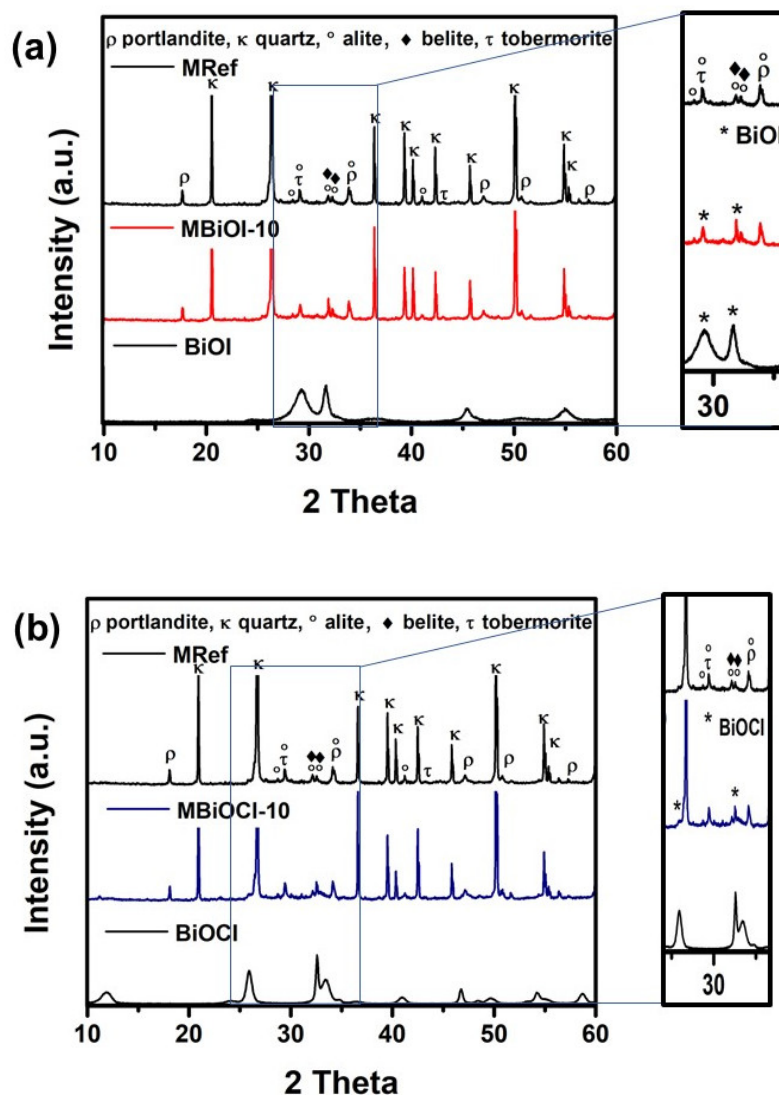 (a)
ρ portlandite, κ quartz, ° alite, ♦ belite, τ tobermorite
MRef
κ κ κ κ κ κ κ κ κ κ
ρ ° ° τ ♦♦ °° ° ρ ° τ ρ ρ ρ
MBiOI-10
BiOI
Intensity (a.u.)
10 20 30 40 50 60
2 Theta
° ° τ ♦♦ °° ° ρ
* BiOI
* *
* *
30
(b)
ρ portlandite, κ quartz, ° alite, ♦ belite, τ tobermorite
MRef
κ κ κ κ κ κ κ κ κ κ
ρ ° ° τ ♦♦ °° ° ρ ° τ ρ ρ ρ
MBiOCl-10
BiOCl
Intensity (a.u.)
10 20 30 40 50 60
2 Theta
° ° τ ♦♦ °° ° ρ
* BiOCl
* *
30